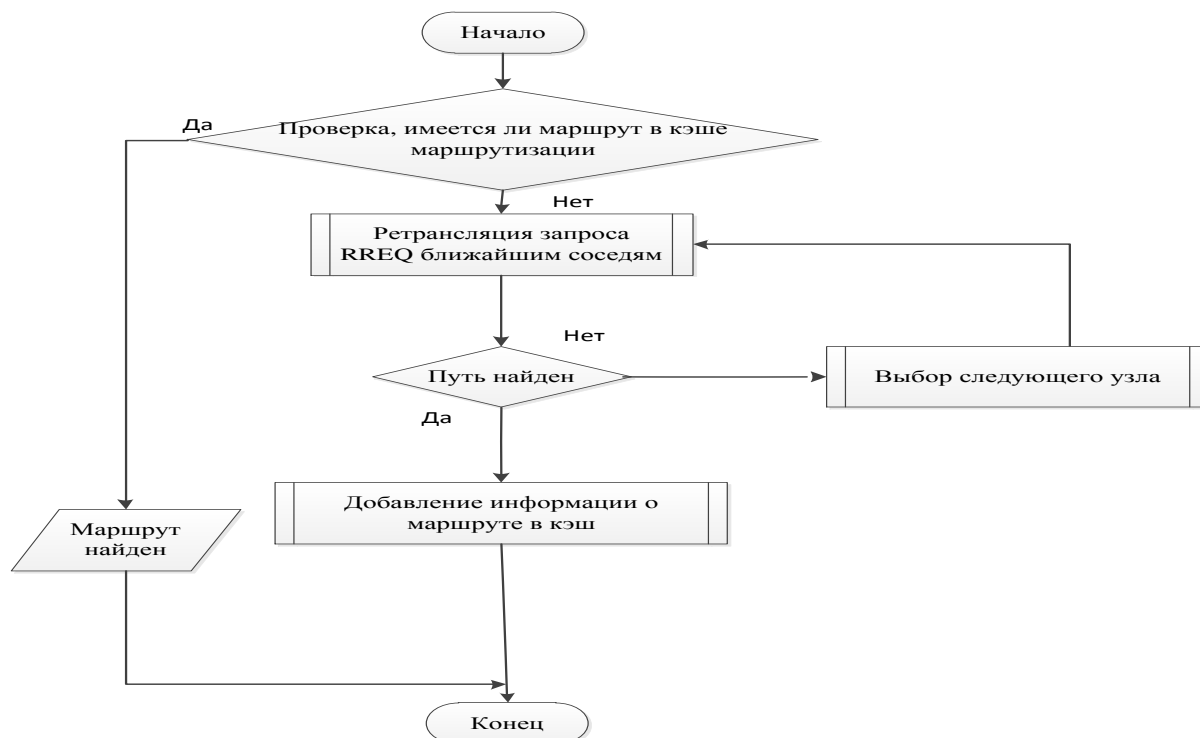 Начало
Да
Проверка, имеется ли маршрут в кэше
маршрутизации
Нет
Ретрансляция запроса
RREQ ближайшим соседям
Нет
Путь найден
Выбор следующего узла
Да
Добавление информации о
маршруте в кэш
Маршрут
найден
Конец